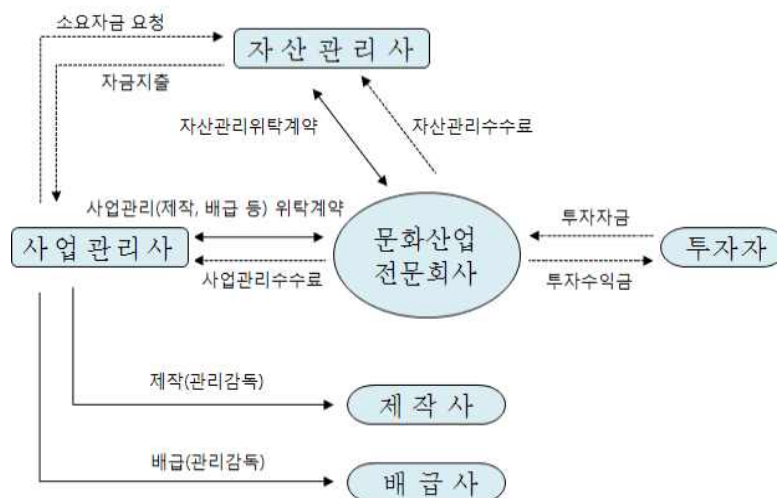 소요자금 요청
자산관리사
자금지출
자산관리위탁계약
자산관리수수료
사업관리(제작, 배급 등) 위탁계약
사업관리사
사업관리수수료
문화산업
전문회사
투자자금
투자자
투자수익금
제작(관리감독)
제작사
배급(관리감독)
배급사